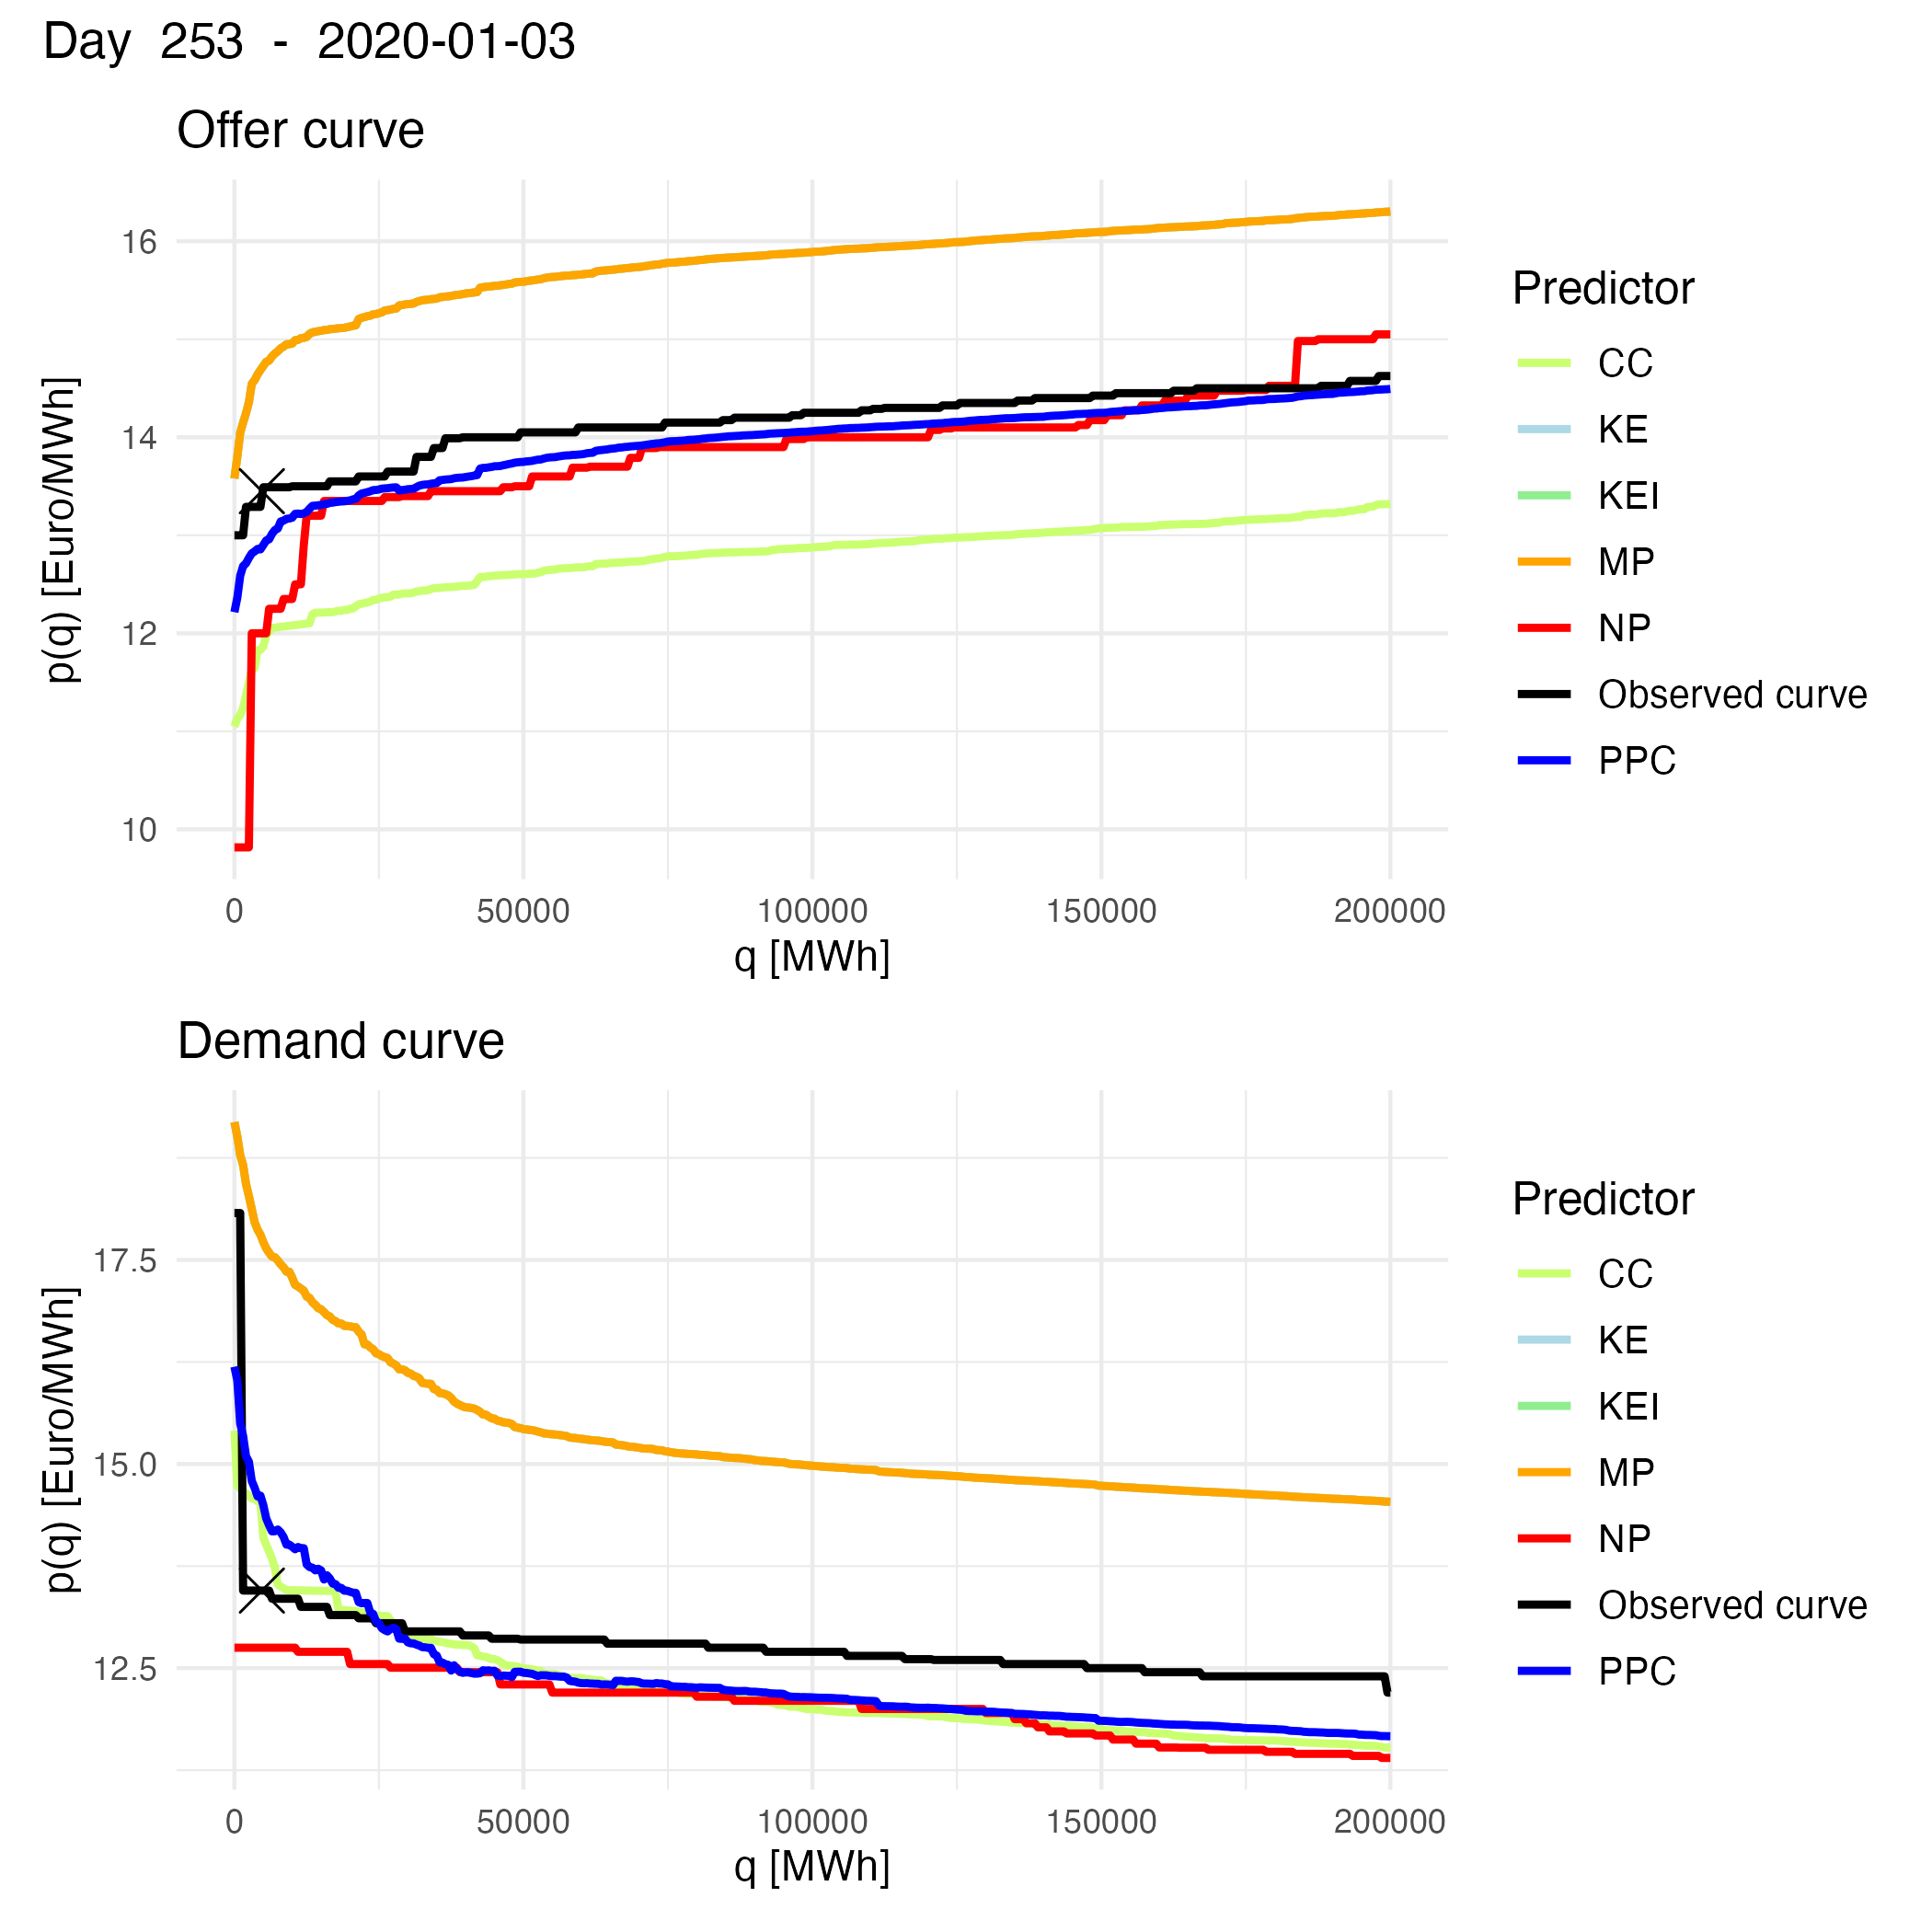 Day 253 - 2020-01-03
Offer curve
p(q) [Euro/MWh]
16
14
12
10
0 50000 100000 150000 200000
q [MWh]
Predictor
CC
KE
KEI
MP
NP
Observed curve
PPC
Demand curve
p(q) [Euro/MWh]
17.5
15.0
12.5
0 50000 100000 150000 200000
q [MWh]
Predictor
CC
KE
KEI
MP
NP
Observed curve
PPC